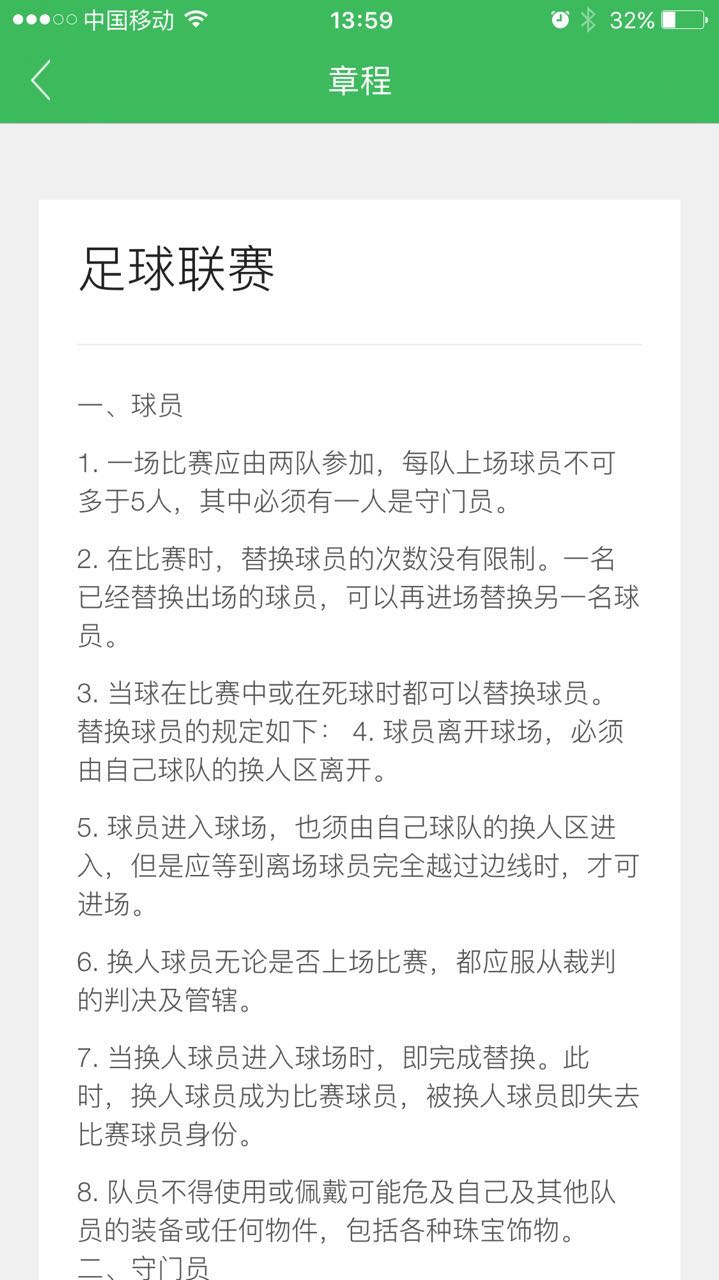 中国移动 13:59 32%
章程
足球联赛
一、球员
1. 一场比赛应由两队参加，每队上场球员不可
多于5人，其中必须有一人是守门员。
2. 在比赛时，替换球员的次数没有限制。一名
已经替换出场的球员，可以再进场替换另一名球
员。
3. 当球在比赛中或在死球时都可以替换球员。
替换球员的规定如下： 4. 球员离开球场，必须
由自己球队的换人区离开。
5. 球员进入球场，也须由自己球队的换人区进
入，但是应等到离场球员完全越过边线时，才可
进场。
6. 换人球员无论是否上场比赛，都应服从裁判
的判决及管辖。
7. 当换人球员进入球场时，即完成替换。此
时，换人球员成为比赛球员，被换人球员即失去
比赛球员身份。
8. 队员不得使用或佩戴可能危及自己及其他队
员的装备或任何物件，包括各种珠宝饰物。
二、守门员